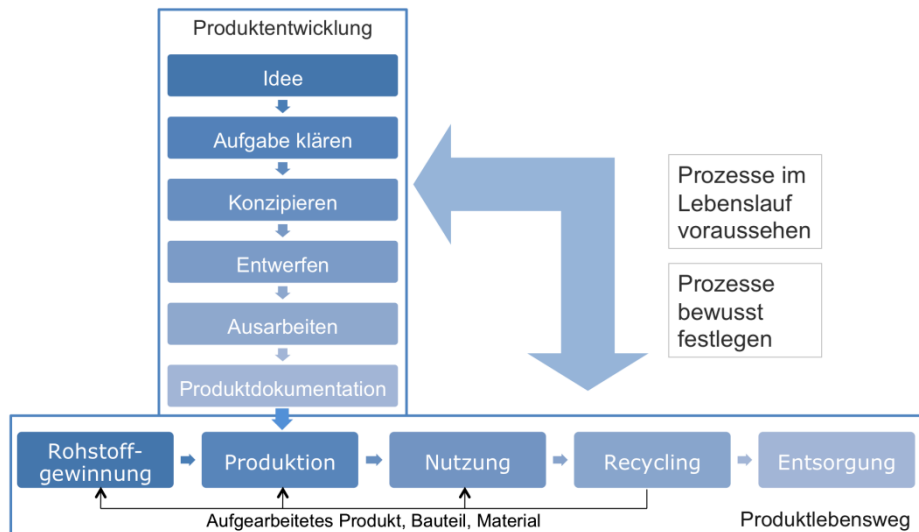 Produktentwicklung
Idee
Aufgabe klären
Konzipieren
Entwerfen
Ausarbeiten
Produktdokumentation
Prozesse im
Lebenslauf
voraussehen
Prozesse
bewusst
festlegen
Rohstoff-
gewinnung
Produktion
Nutzung
Recycling
Entsorgung
Aufgearbeitetes Produkt, Bauteil, Material
Produktlebensweg